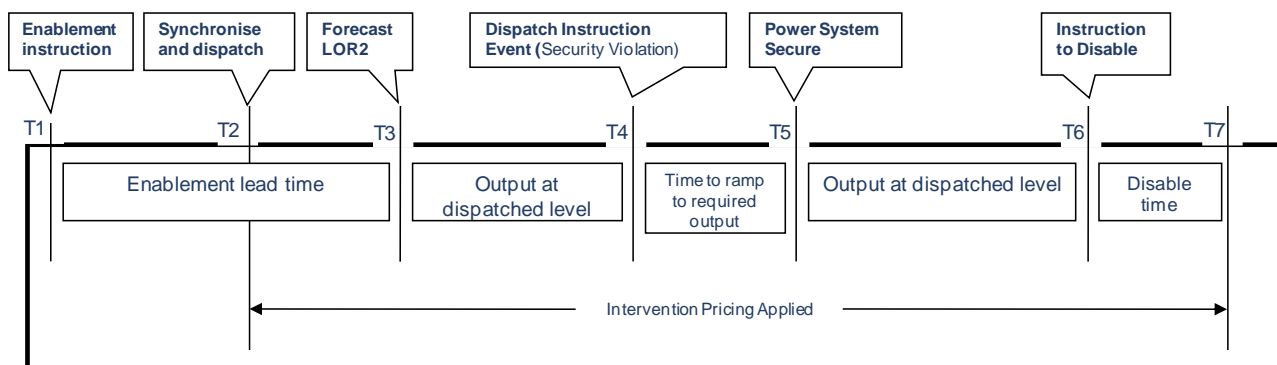 Enablement
instruction
Synchronise
and dispatch
Forecast
LOR2
Dispatch Instruction
Event (Security Violation)
Power System
Secure
Instruction
to Disable
T1
T2
T3
T4
T5
T6
T7
Enablement lead time
Output at
dispatched level
Time to ramp
to required
output
Output at dispatched level
Disable
time
Intervention Pricing Applied